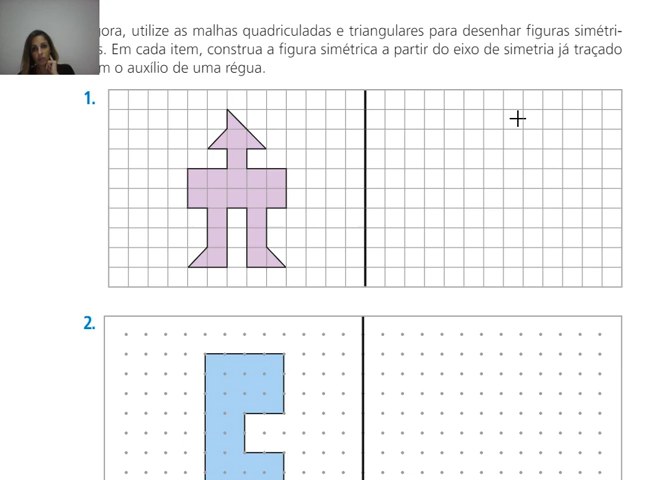 utilize as malhas quadriculadas e triangulares para desenhar figuras simétri-
Em cada item, construa a figura simétrica a partir do eixo de simetria já traçado
o auxílio de uma régua.
1.
2.